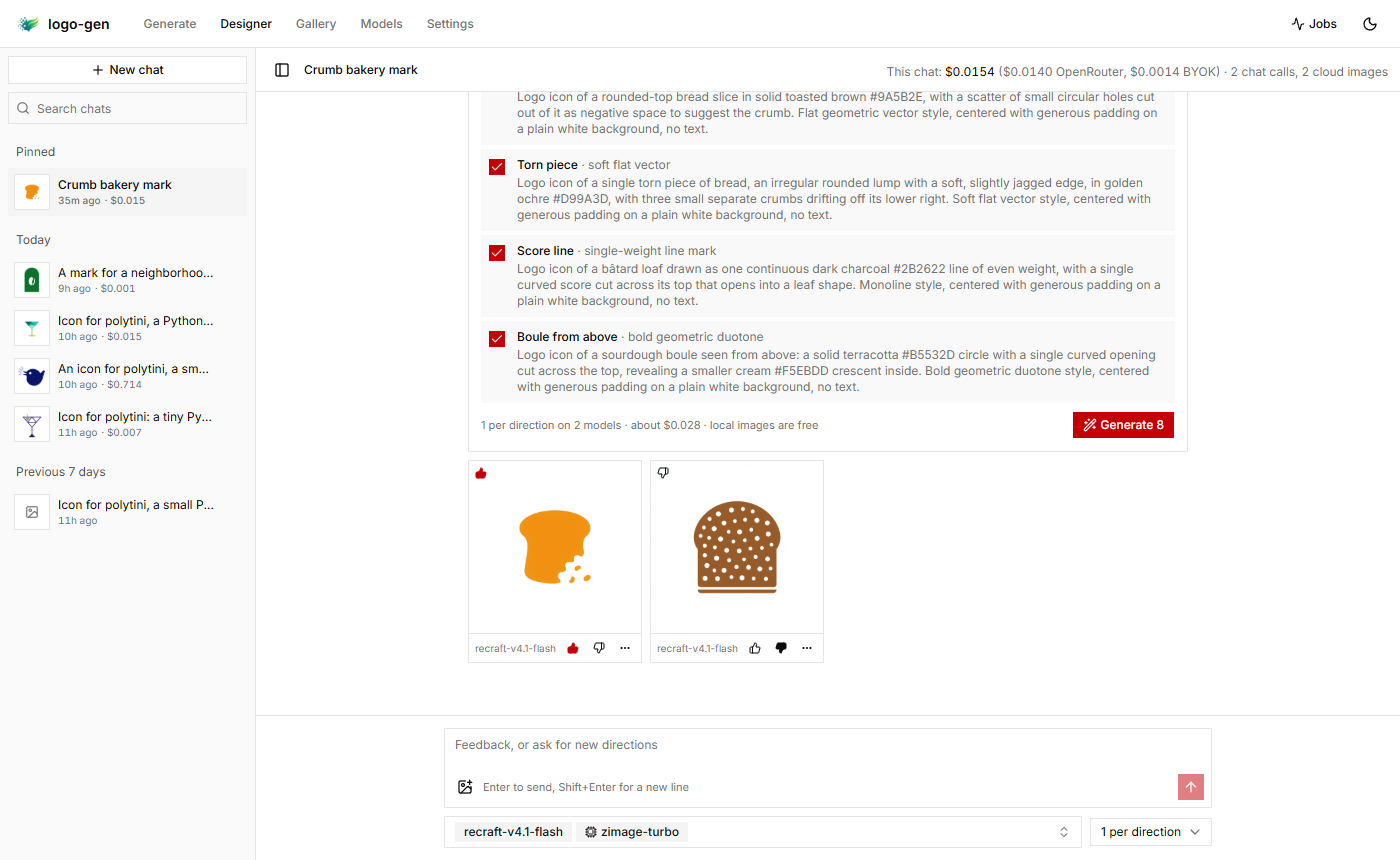 logo-gen
Generate
Designer
Gallery
Models
Settings
Jobs
New chat
Search chats
Pinned
Crumb bakery mark
35m ago · $0.015
Today
A mark for a neighborhoo...
9h ago · $0.001
Icon for polytini, a Python...
10h ago · $0.015
An icon for polytini, a sm...
10h ago · $0.714
Icon for polytini: a tiny Py...
11h ago · $0.007
Previous 7 days
Icon for polytini, a small P...
11h ago
Crumb bakery mark
This chat: $0.0154 ($0.0140 OpenRouter, $0.0014 BYOK) · 2 chat calls, 2 cloud images
Logo icon of a rounded-top bread slice in solid toasted brown #9A5B2E, with a scatter of small circular holes cut
out of it as negative space to suggest the crumb. Flat geometric vector style, centered with generous padding on
a plain white background, no text.
Torn piece · soft flat vector
Logo icon of a single torn piece of bread, an irregular rounded lump with a soft, slightly jagged edge, in golden
ochre #D99A3D, with three small separate crumbs drifting off its lower right. Soft flat vector style, centered with
generous padding on a plain white background, no text.
Score line · single-weight line mark
Logo icon of a bâtard loaf drawn as one continuous dark charcoal #2B2622 line of even weight, with a single
curved score cut across its top that opens into a leaf shape. Monoline style, centered with generous padding on a
plain white background, no text.
Boule from above · bold geometric duotone
Logo icon of a sourdough boule seen from above: a solid terracotta #B5532D circle with a single curved opening
cut across the top, revealing a smaller cream #F5EBDD crescent inside. Bold geometric duotone style, centered
with generous padding on a plain white background, no text.
1 per direction on 2 models · about $0.028 · local images are free
Generate 8
recraft-v4.1-flash
recraft-v4.1-flash
Feedback, or ask for new directions
Enter to send, Shift+Enter for a new line
recraft-v4.1-flash
zimage-turbo
1 per direction